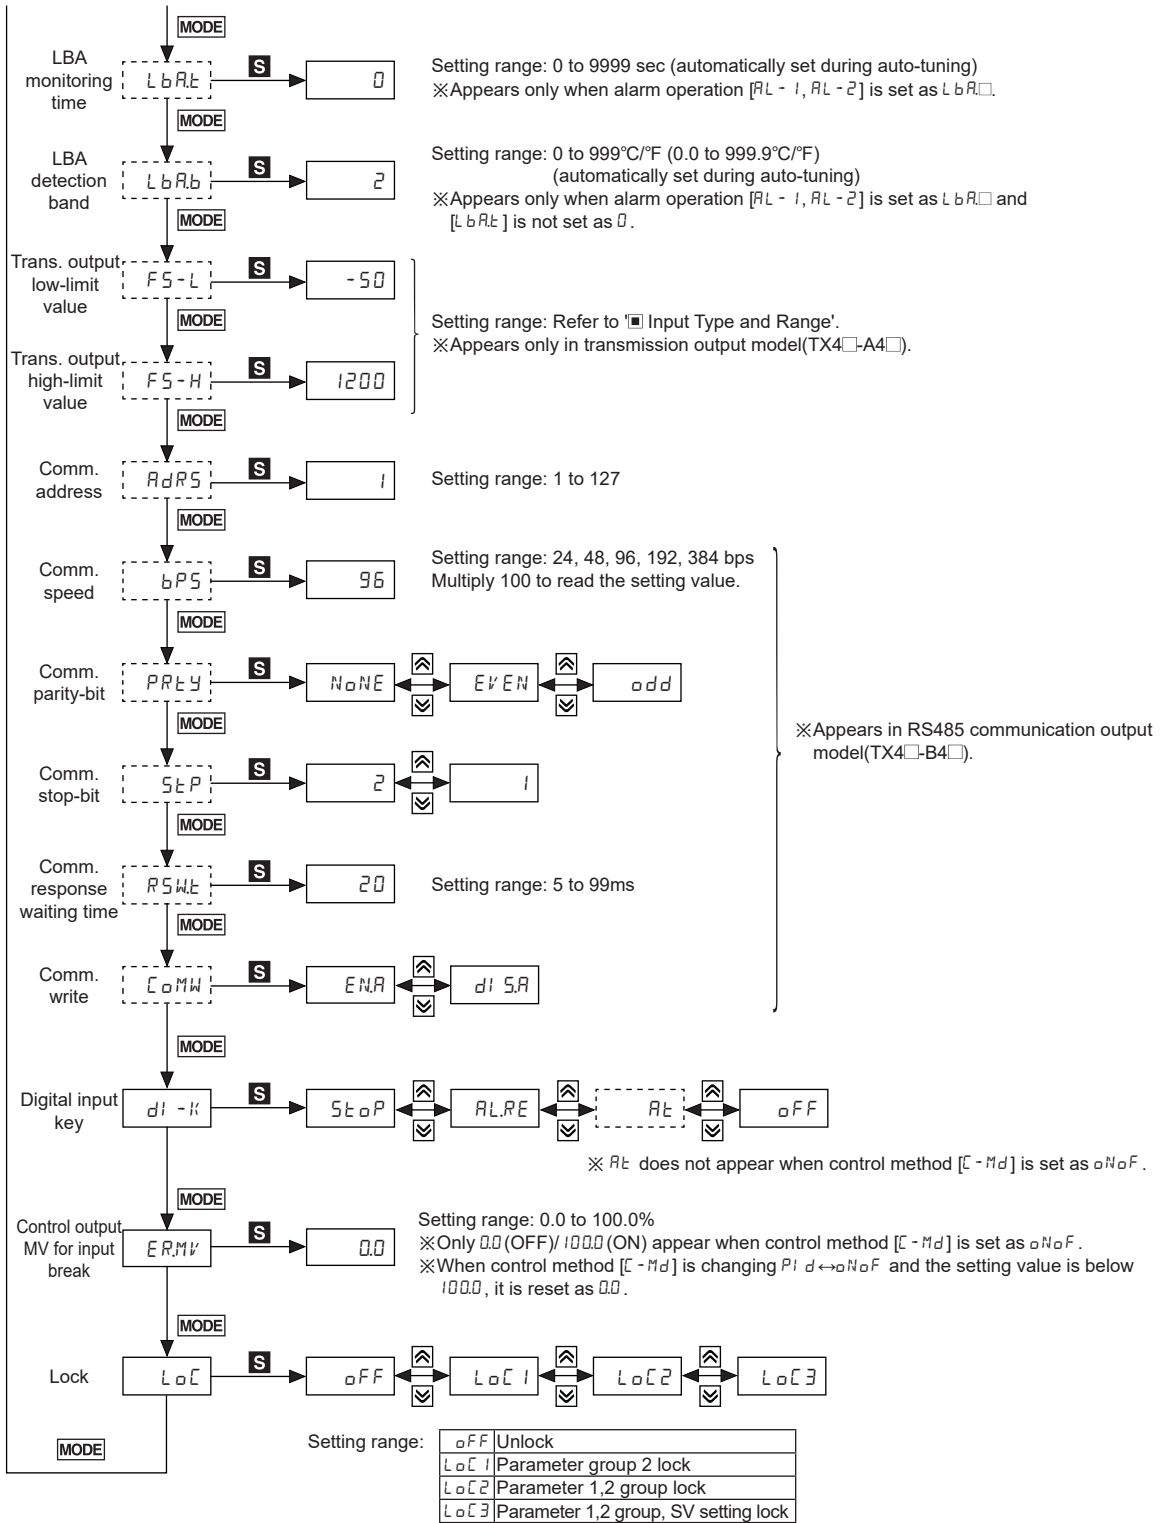 MODE
LBA
monitoring
time
LbA.t
S
0
Setting range: 0 to 9999 sec (automatically set during auto-tuning)
※Appears only when alarm operation [AL-1, AL-2] is set as LbA.□.
MODE
LBA
detection
band
LbA.b
S
2
Setting range: 0 to 999°C/°F (0.0 to 999.9°C/°F)
(automatically set during auto-tuning)
※Appears only when alarm operation [AL-1, AL-2] is set as LbA.□ and
[LbA.t] is not set as 0.
MODE
Trans. output
low-limit
value
FS-L
S
-50
MODE
Setting range: Refer to '▣ Input Type and Range'.
※Appears only in transmission output model(TX4□-A4□).
Trans. output
high-limit
value
FS-H
S
1200
MODE
Comm.
address
AdRS
S
1
Setting range: 1 to 127
MODE
Comm.
speed
bPS
S
96
Setting range: 24, 48, 96, 192, 384 bps
Multiply 100 to read the setting value.
MODE
Comm.
parity-bit
PRtY
S
NoNE
EVEN
odd
MODE
※Appears in RS485 communication output
model(TX4□-B4□).
Comm.
stop-bit
StP
S
2
1
MODE
Comm.
response
waiting time
RSW.t
S
20
Setting range: 5 to 99ms
MODE
Comm.
write
CoMW
S
EN.A
dIS.A
MODE
Digital input
key
dI-K
S
StoP
AL.RE
At
oFF
※ At does not appear when control method [C-Md] is set as oNoF.
MODE
Control output
MV for input
break
ER.MV
S
0.0
Setting range: 0.0 to 100.0%
※Only 0.0 (OFF)/ 100.0 (ON) appear when control method [C-Md] is set as oNoF.
※When control method [C-Md] is changing PId↔oNoF and the setting value is below
100.0, it is reset as 0.0.
MODE
Lock
LoC
S
oFF
LoC1
LoC2
LoC3
MODE
Setting range:
oFF Unlock
LoC1 Parameter group 2 lock
LoC2 Parameter 1,2 group lock
LoC3 Parameter 1,2 group, SV setting lock